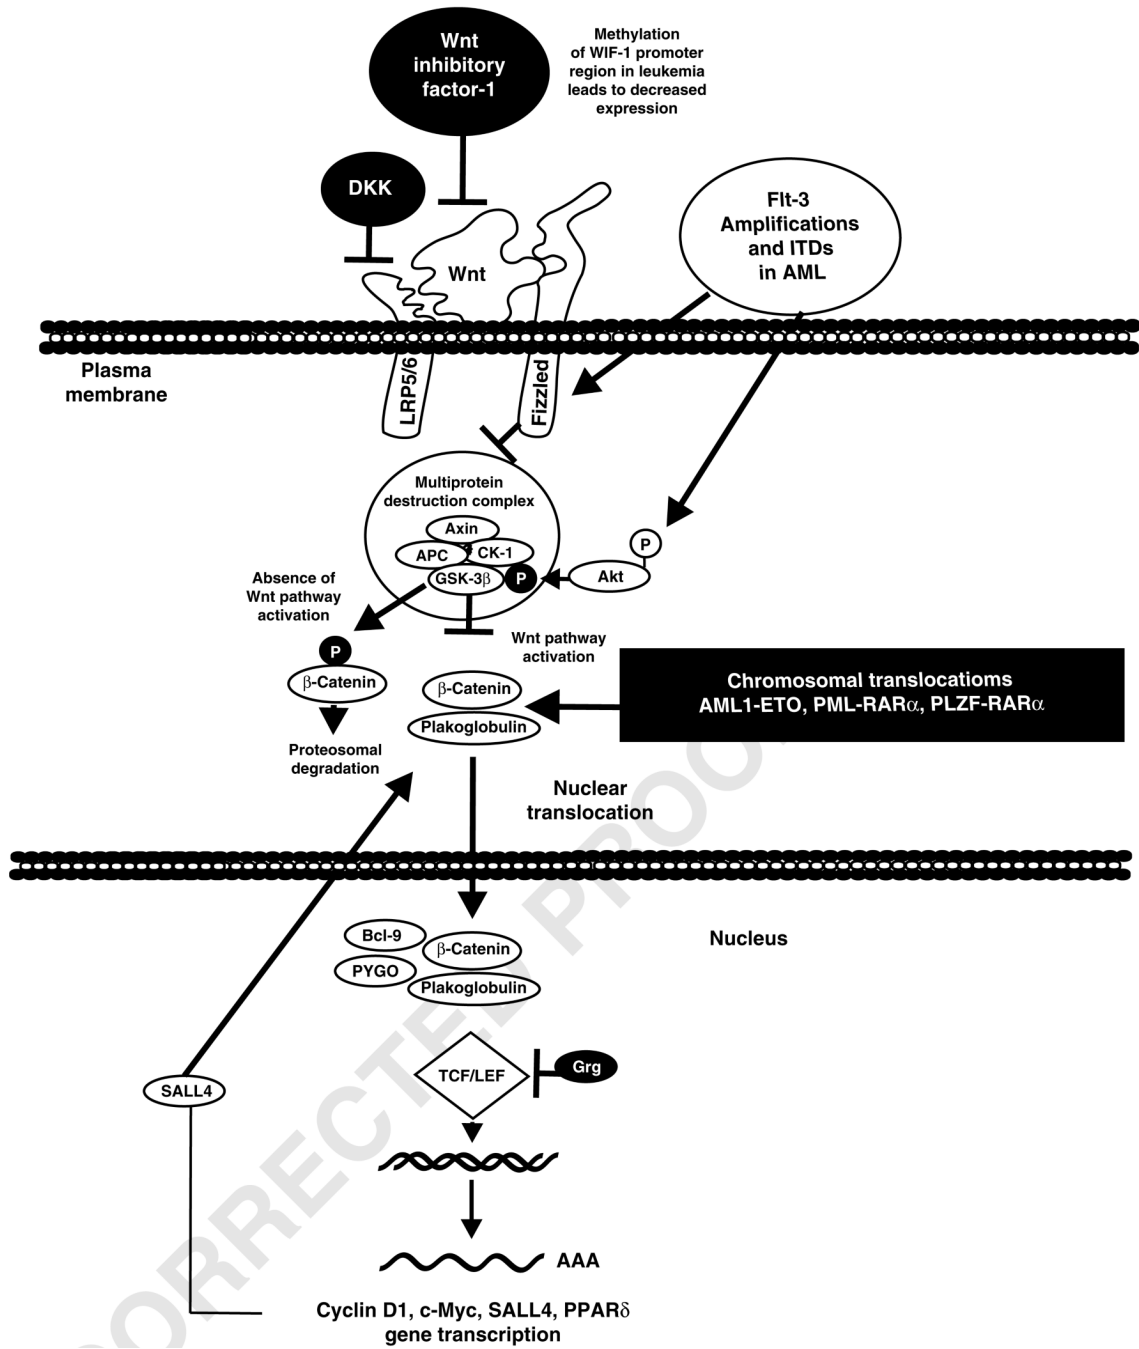 Wnt
inhibitory
factor-1
Methylation
of WIF-1 promoter
region in leukemia
leads to decreased
expression
DKK
Flt-3
Amplifications
and ITDs
in AML
Wnt
Plasma
membrane
LRP5/6
Fizzled
Multiprotein
destruction complex
Axin
APC
CK-1
GSK-3β
P
Akt
P
Absence of
Wnt pathway
activation
Wnt pathway
activation
P
β-Catenin
β-Catenin
Plakoglobulin
Chromosomal translocatioms
AML1-ETO, PML-RARα, PLZF-RARα
Proteosomal
degradation
Nuclear
translocation
Nucleus
Bcl-9
PYGO
β-Catenin
Plakoglobulin
TCF/LEF
Grg
SALL4
AAA
Cyclin D1, c-Myc, SALL4, PPARδ
gene transcription
ORRECTED PROO